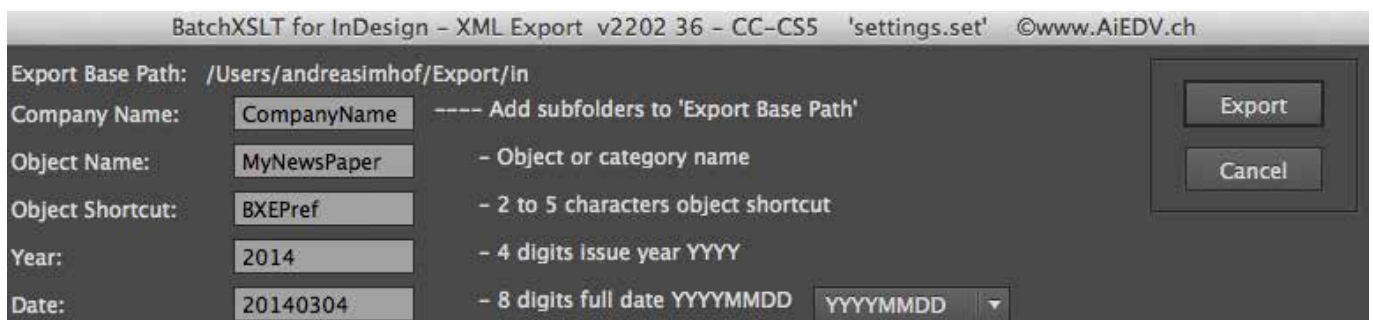 BatchXSLT for InDesign – XML Export v2202 36 – CC-CS5 'settings.set' ©www.AiEDV.ch
Export Base Path: /Users/andreasimhof/Export/in
Company Name: CompanyName ---- Add subfolders to 'Export Base Path'
Export
Object Name: MyNewsPaper – Object or category name
Cancel
Object Shortcut: BXEPref – 2 to 5 characters object shortcut
Year: 2014 – 4 digits issue year YYYY
Date: 20140304 – 8 digits full date YYYYMMDD YYYYMMDD